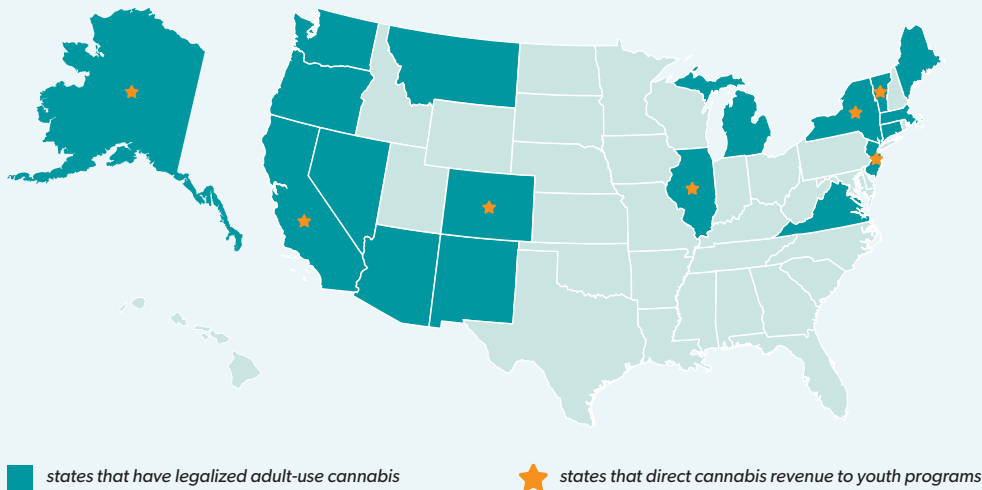 states that have legalized adult-use cannabis
states that direct cannabis revenue to youth programs